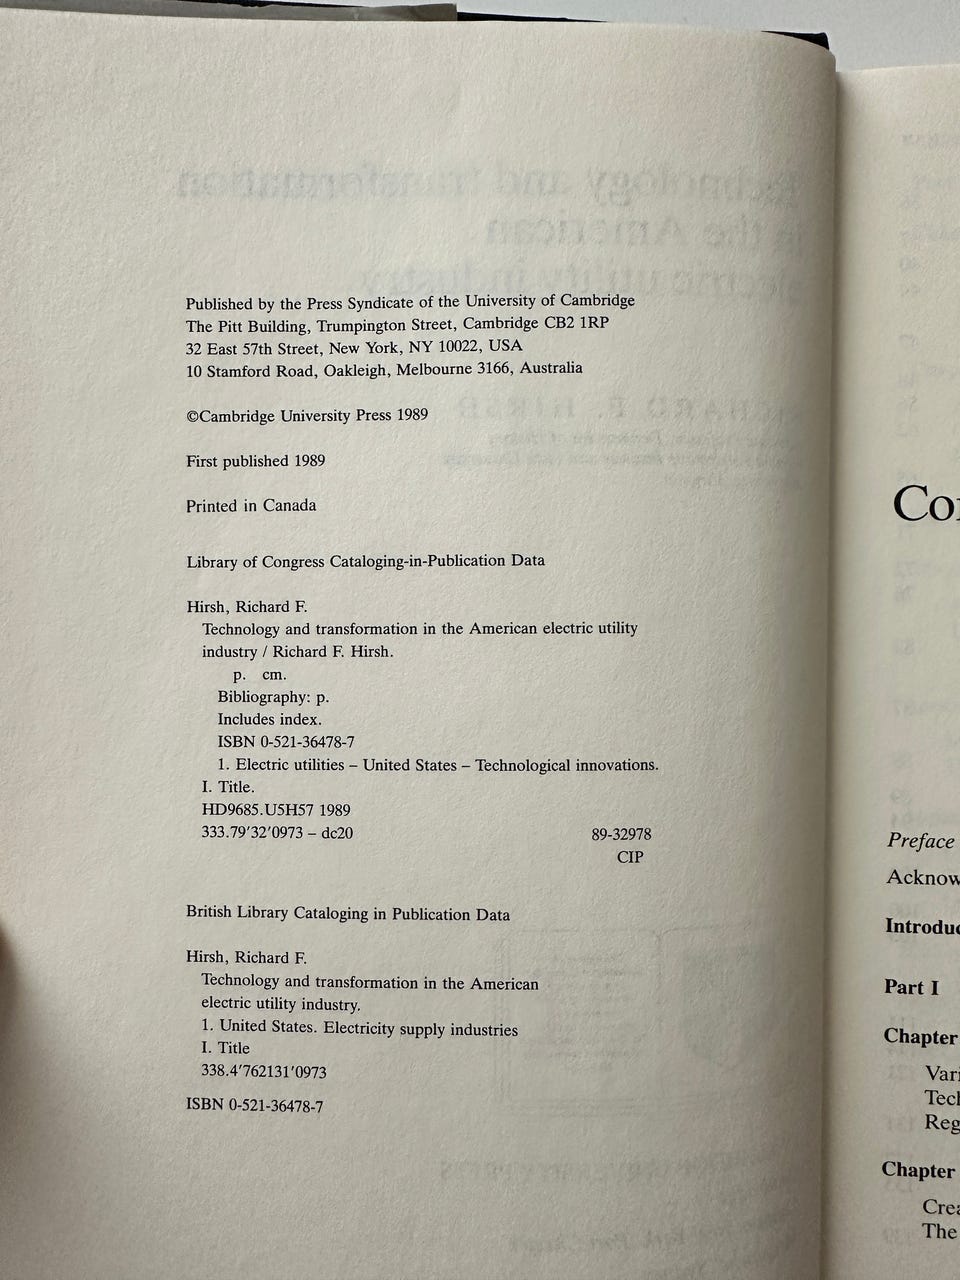 Published by the Press Syndicate of the University of Cambridge
The Pitt Building, Trumpington Street, Cambridge CB2 1RP
32 East 57th Street, New York, NY 10022, USA
10 Stamford Road, Oakleigh, Melbourne 3166, Australia
©Cambridge University Press 1989
First published 1989
Printed in Canada
Library of Congress Cataloging-in-Publication Data
Hirsh, Richard F.
Technology and transformation in the American electric utility
industry / Richard F. Hirsh.
p. cm.
Bibliography: p.
Includes index.
ISBN 0-521-36478-7
1. Electric utilities – United States – Technological innovations.
I. Title.
HD9685.U5H57 1989
333.79′32′0973 – dc20 89-32978
CIP
British Library Cataloging in Publication Data
Hirsh, Richard F.
Technology and transformation in the American
electric utility industry.
1. United States. Electricity supply industries
I. Title
338.4′762131′0973
ISBN 0-521-36478-7
Preface
Part I
Chapter
Chapter
The